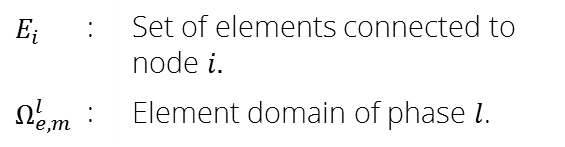 E_i : Set of elements connected to
node i.
Ω^l_{e,m} : Element domain of phase l.